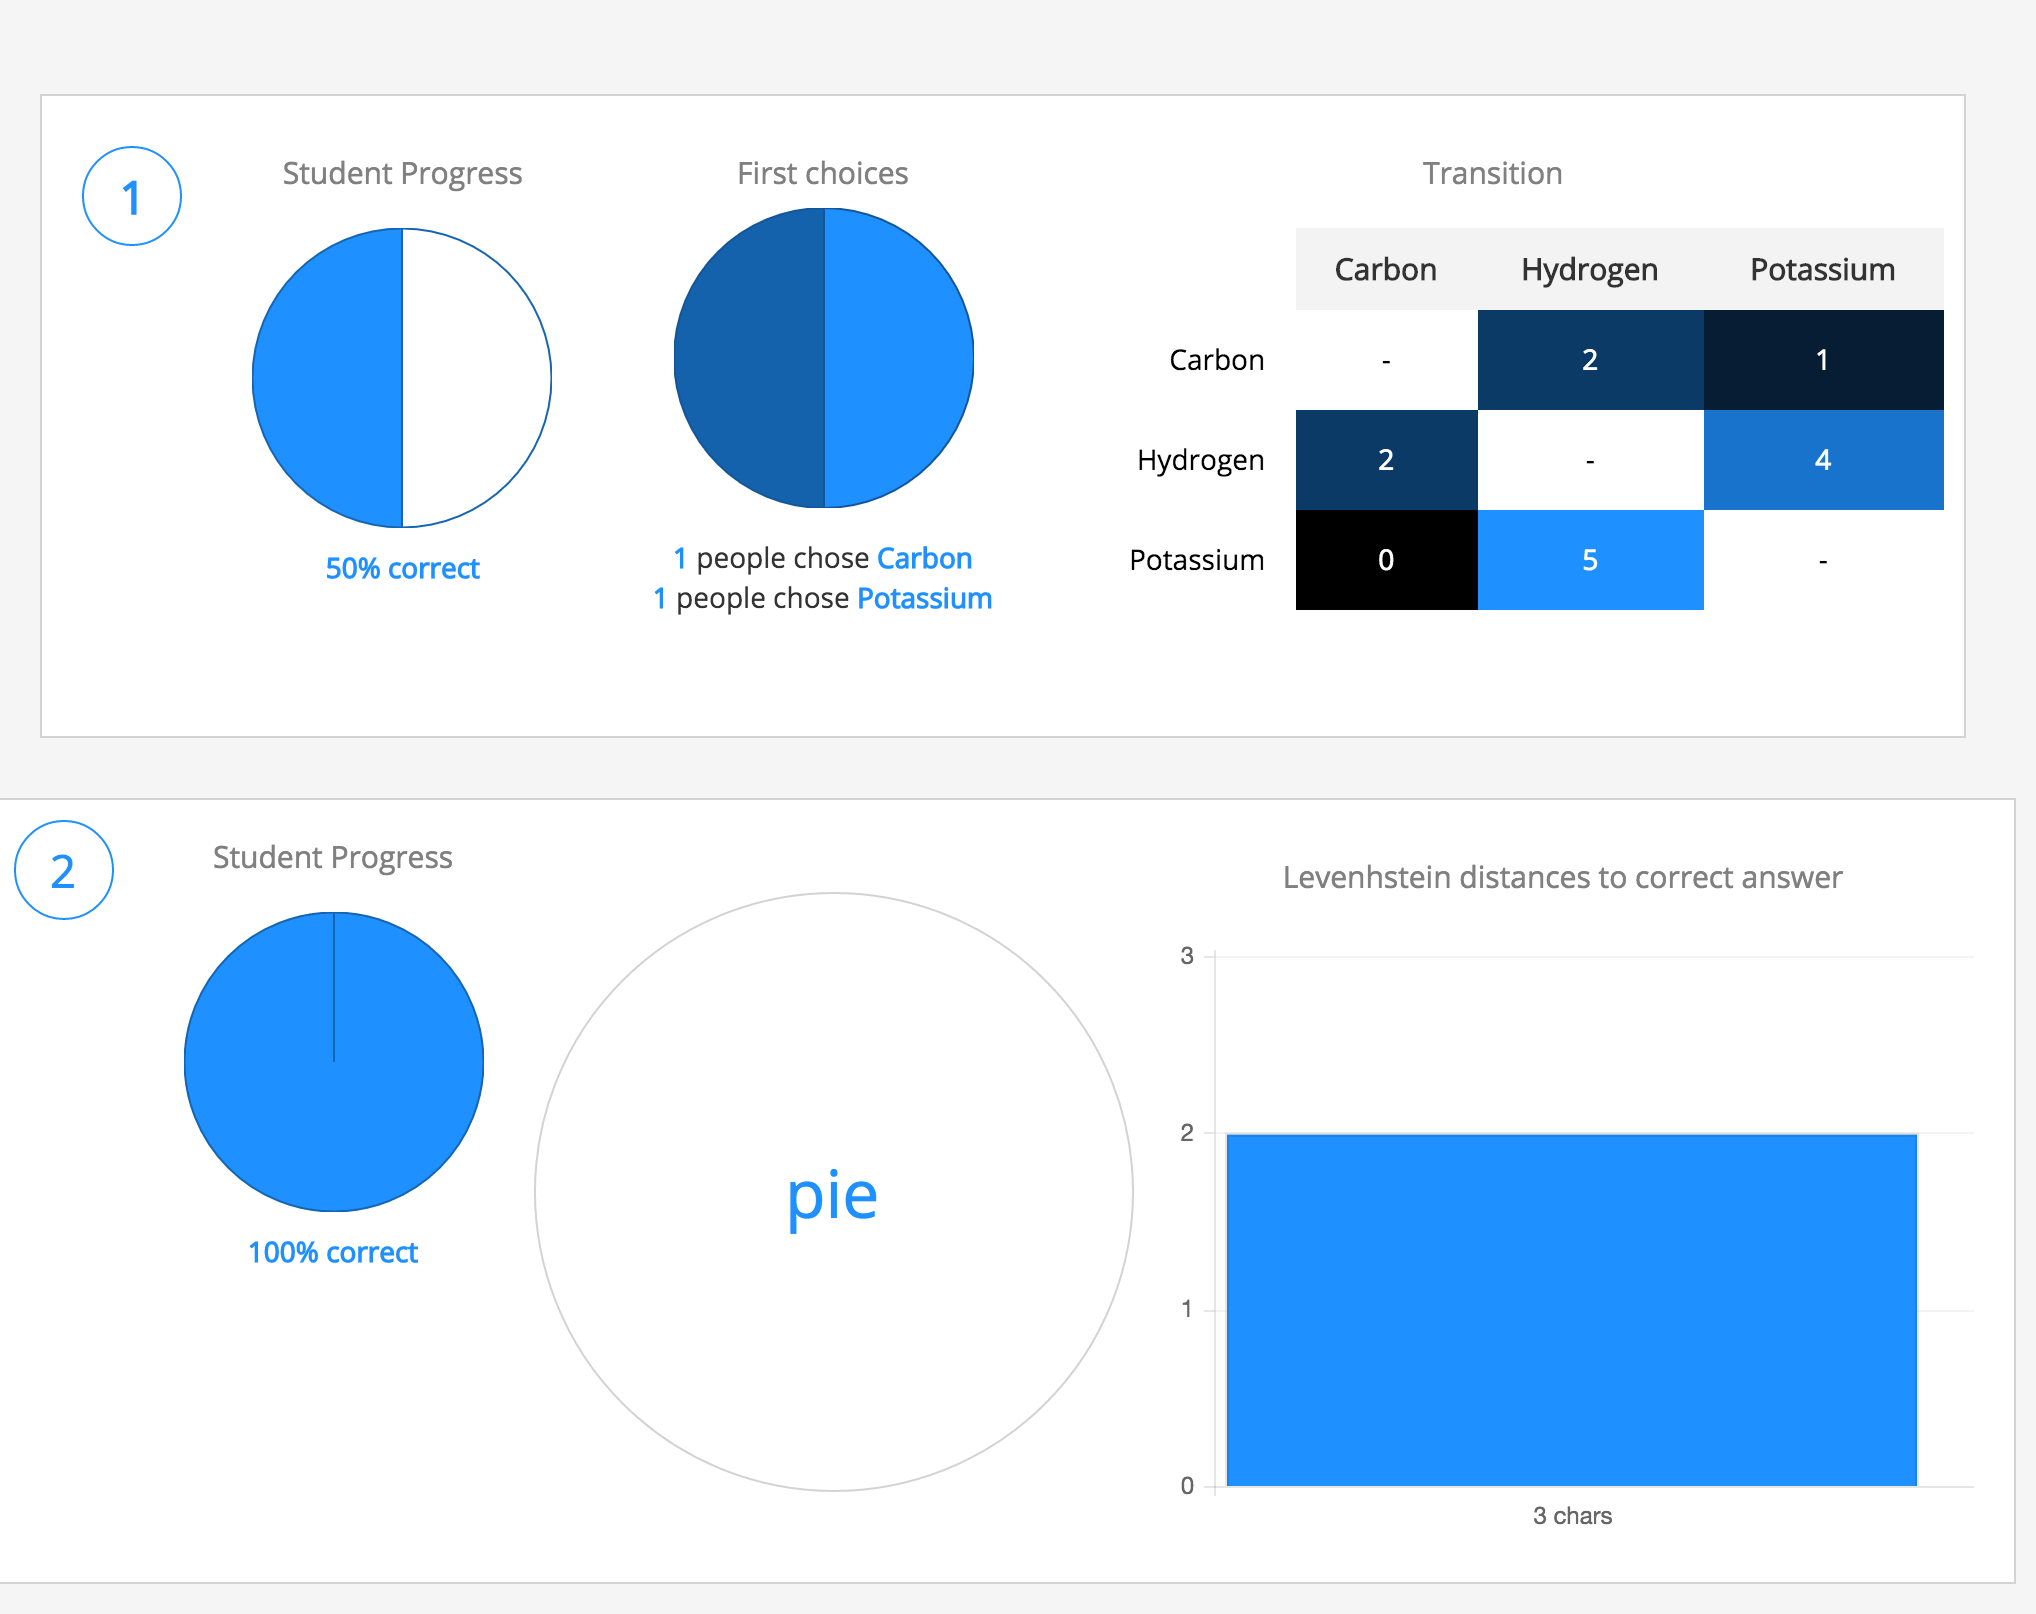 1
Student Progress
50% correct
First choices
1 people chose Carbon
1 people chose Potassium
Transition
Carbon Hydrogen Potassium
Carbon - 2 1
Hydrogen 2 - 4
Potassium 0 5 -
2
Student Progress
100% correct
pie
Levenhstein distances to correct answer
3
2
1
0
3 chars